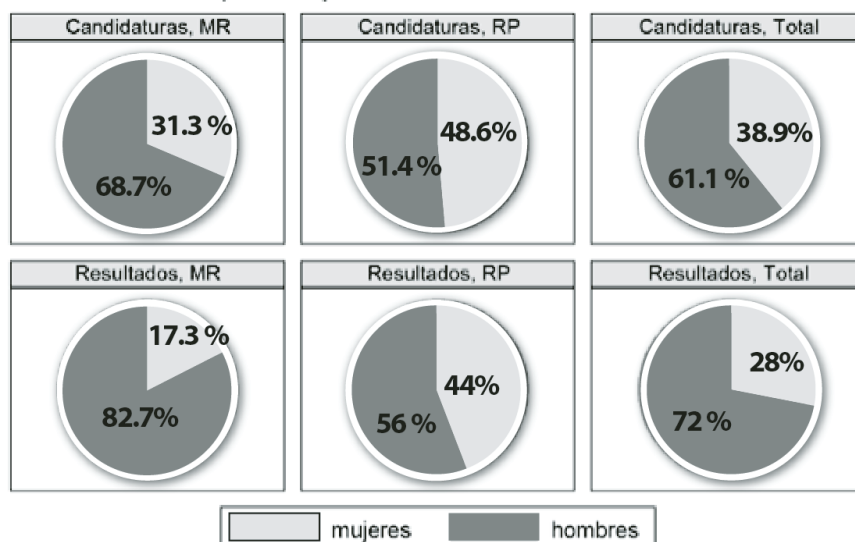 Candidaturas, MR
31.3 %
68.7%
Candidaturas, RP
48.6%
51.4 %
Candidaturas, Total
38.9%
61.1 %
Resultados, MR
17.3 %
82.7%
Resultados, RP
44%
56 %
Resultados, Total
28%
72 %
mujeres
hombres